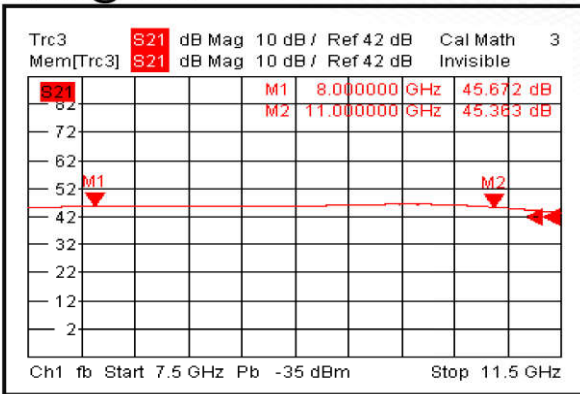 Trc3 S21 dB Mag 10 dB / Ref 42 dB Cal Math 3
Mem[Trc3] S21 dB Mag 10 dB / Ref 42 dB Invisible
S21 M1 8.000000 GHz 45.672 dB
82 M2 11.000000 GHz 45.363 dB
72
62
52 M1 M2
42
32
22
12
2
Ch1 fb Start 7.5 GHz Pb -35 dBm Stop 11.5 GHz